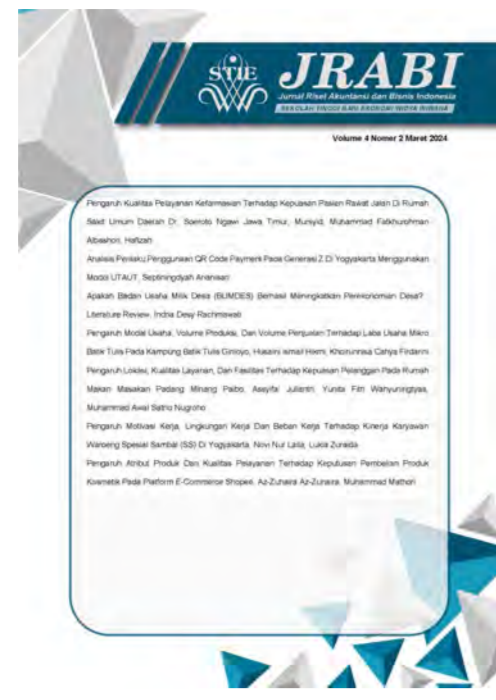 STIE
JRABI
Jurnal Riset Akuntansi dan Bisnis Indonesia
SEKOLAH TINGGI ILMU EKONOMI WIDYA WIWAHA
Volume 4 Nomer 2 Maret 2024
Pengaruh Kualitas Pelayanan Kefarmasian Terhadap Kepuasan Pasien Rawat Jalan Di Rumah
Sakit Umum Daerah Dr. Soeroto Ngawi Jawa Timur, Mursyid, Muhammad Fatkhurohman
Albashori, Hafizah
Analisis Perilaku Penggunaan QR Code Payment Pada Generasi Z Di Yogyakarta Menggunakan
Model UTAUT, Septiningdyah Arianisari
Apakah Badan Usaha Milik Desa (BUMDES) Berhasil Meningkatkan Perekonomian Desa? :
Literature Review, Indria Desy Rachmawati
Pengaruh Modal Usaha, Volume Produksi, Dan Volume Penjualan Terhadap Laba Usaha Mikro
Batik Tulis Pada Kampung Batik Tulis Giriloyo, Husaini Ismail Helmi, Khoirunnisa Cahya Firdarini
Pengaruh Lokasi, Kualitas Layanan, Dan Fasilitas Terhadap Kepuasan Pelanggan Pada Rumah
Makan Masakan Padang Minang Paibo, Aseyifa Julianti, Yunita Fitri Wahyuningtyas,
Muhammad Awal Satrio Nugroho
Pengaruh Motivasi Kerja, Lingkungan Kerja Dan Beban Kerja Terhadap Kinerja Karyawan
Waroeng Spesial Sambal (SS) Di Yogyakarta, Novi Nur Laila, Lukia Zuraida
Pengaruh Atribut Produk Dan Kualitas Pelayanan Terhadap Keputusan Pembelian Produk
Kosmetik Pada Platform E-Commerce Shopee, Az-Zuhaira Az-Zuhaira, Muhammad Mathori